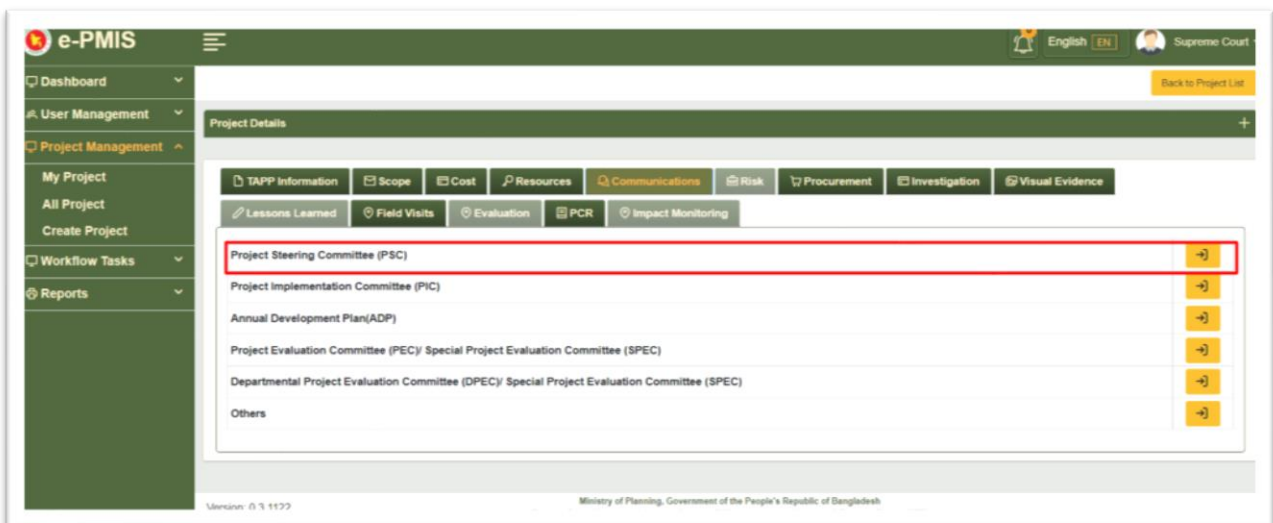 e-PMIS
English EN
Supreme Court
Dashboard
Back to Project List
User Management
Project Details
Project Management
My Project
All Project
Create Project
Workflow Tasks
Reports
TAPP Information Scope Cost Resources Communications Risk Procurement Investigation Visual Evidence
Lessons Learned Field Visits Evaluation PCR Impact Monitoring
Project Steering Committee (PSC)
Project Implementation Committee (PIC)
Annual Development Plan(ADP)
Project Evaluation Committee (PEC)/ Special Project Evaluation Committee (SPEC)
Departmental Project Evaluation Committee (DPEC)/ Special Project Evaluation Committee (SPEC)
Others
Version: 0.3.1122
Ministry of Planning, Government of the People's Republic of Bangladesh